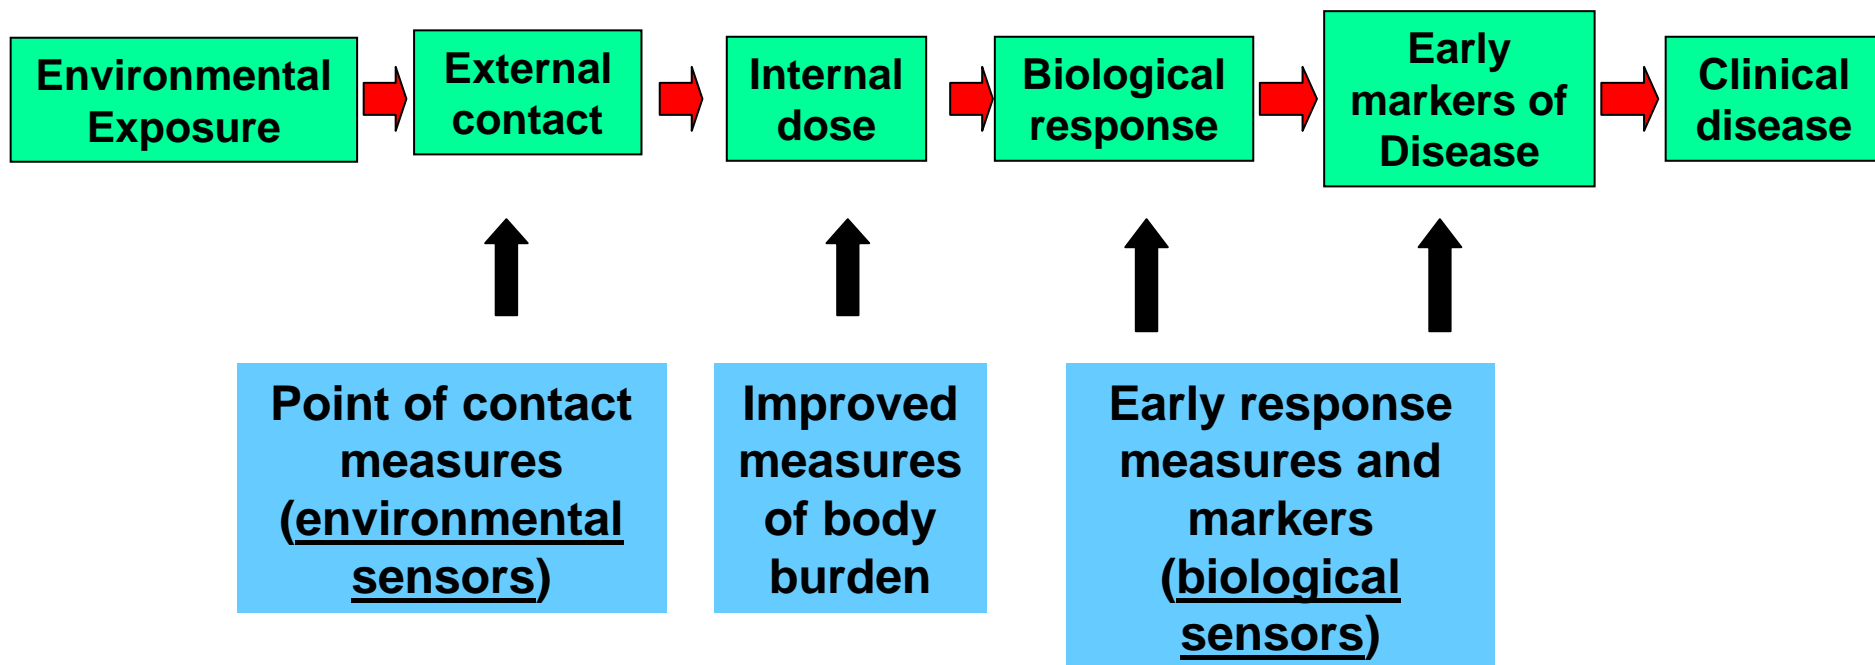 Environmental
Exposure
External
contact
Internal
dose
Biological
response
Early
markers of
Disease
Clinical
disease
Point of contact
measures
(environmental
sensors)
Improved
measures
of body
burden
Early response
measures and
markers
(biological
sensors)